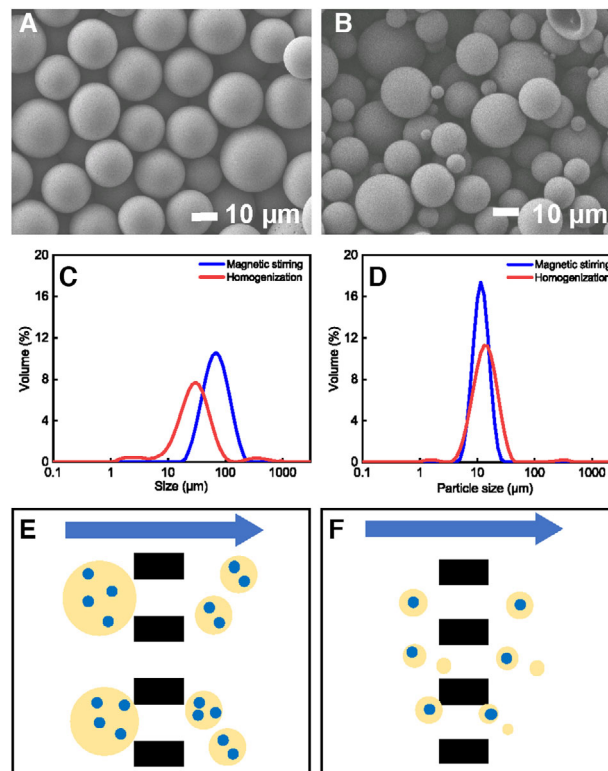 A
10 µm
B
10 µm
C
Magnetic stirring
Homogenization
Volume (%)
20
16
12
8
4
0
0.1 1 10 100 1000
Size (µm)
D
Magnetic stirring
Homogenization
Volume (%)
20
16
12
8
4
0
0.1 1 10 100 1000
Particle size (µm)
E
F